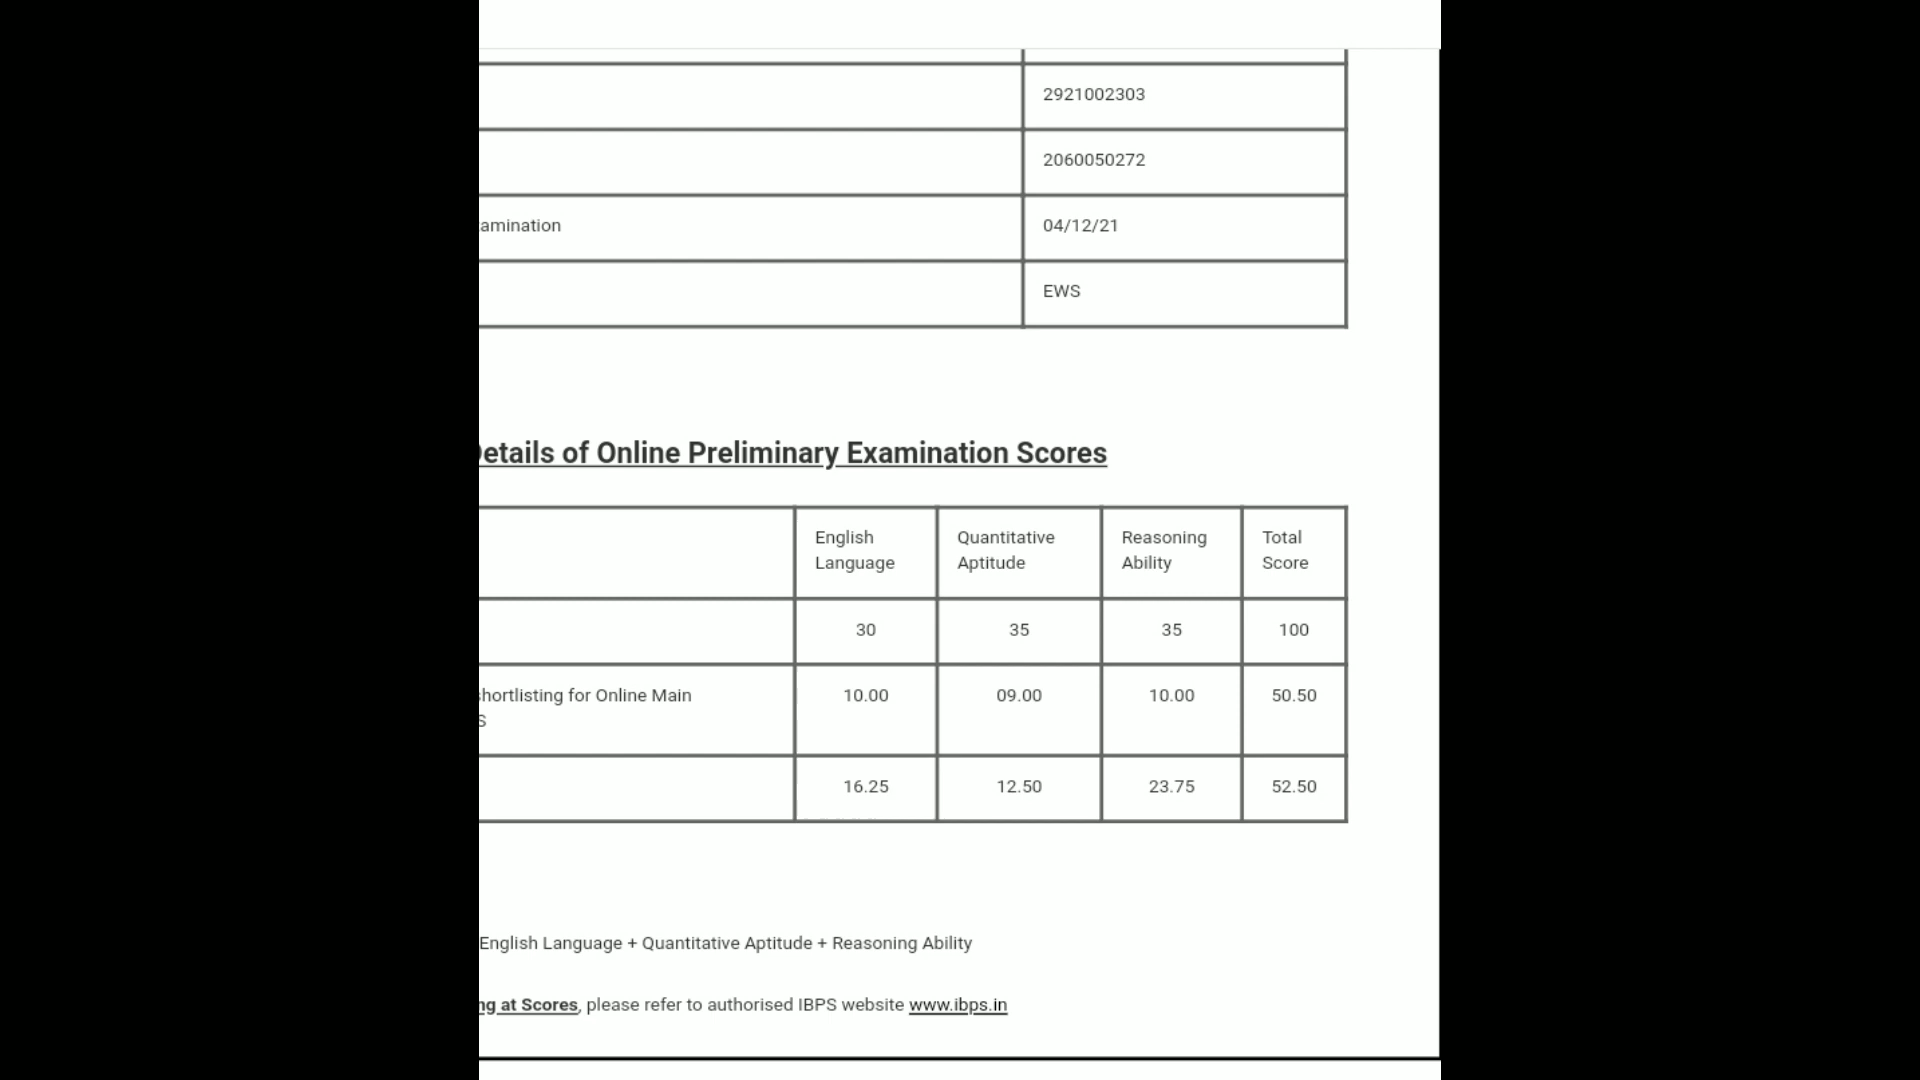 2921002303
2060050272
amination 04/12/21
EWS
Details of Online Preliminary Examination Scores
English Language Quantitative Aptitude Reasoning Ability Total Score
30 35 35 100
shortlisting for Online Main 10.00 09.00 10.00 50.50
S
16.25 12.50 23.75 52.50
English Language + Quantitative Aptitude + Reasoning Ability
ng at Scores, please refer to authorised IBPS website www.ibps.in